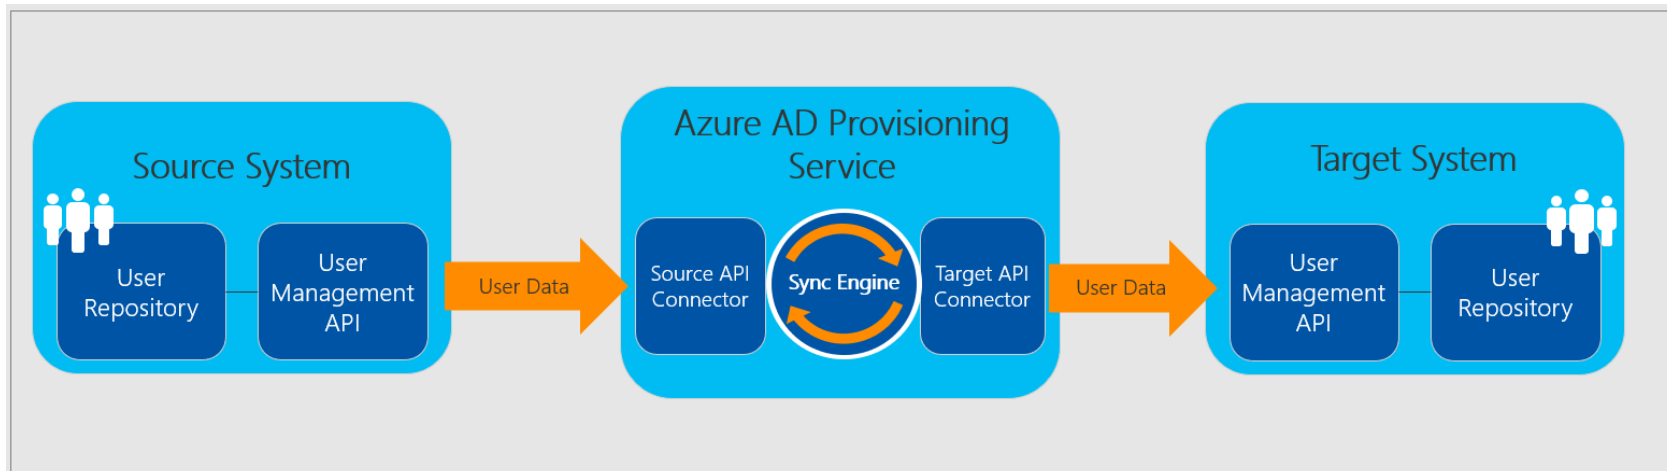 Source System
User
Repository
User
Management
API
User Data
Azure AD Provisioning
Service
Source API
Connector
Sync Engine
Target API
Connector
User Data
Target System
User
Management
API
User
Repository